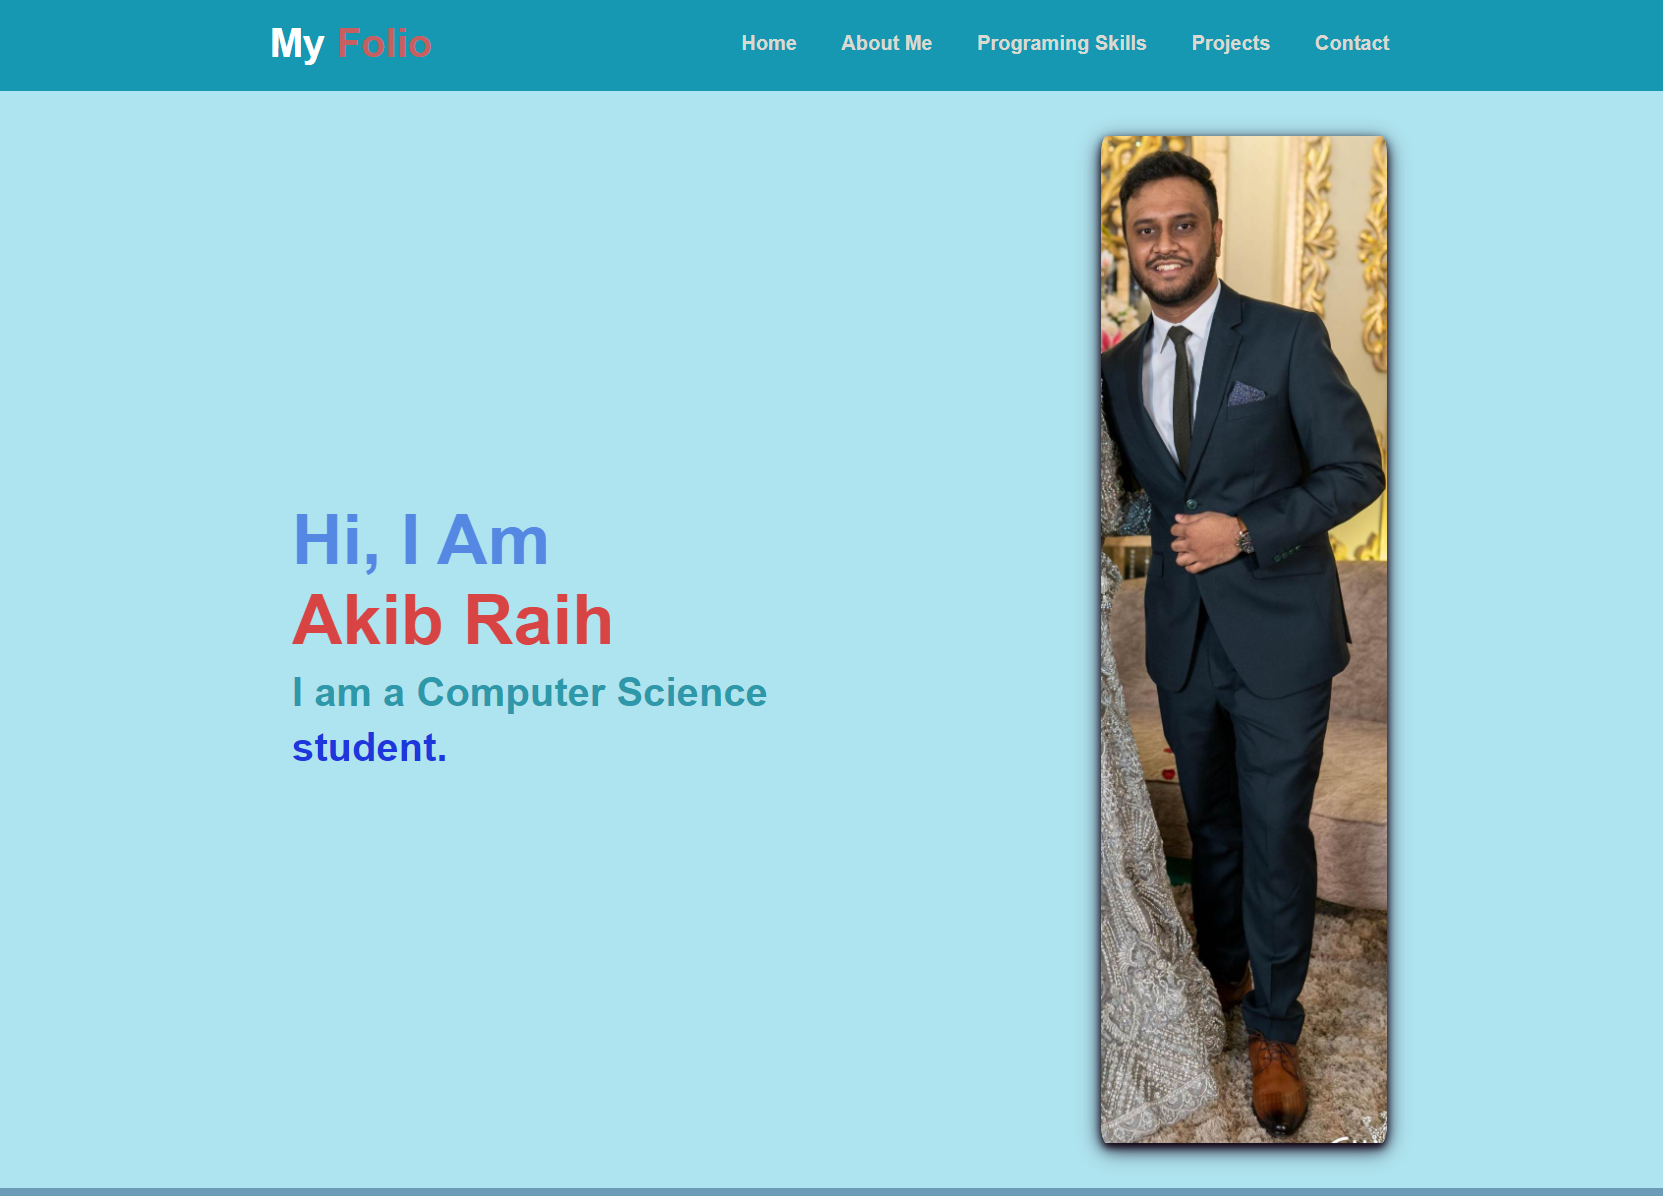 My Folio
Home About Me Programing Skills Projects Contact
Hi, I Am
Akib Raih
I am a Computer Science
student.